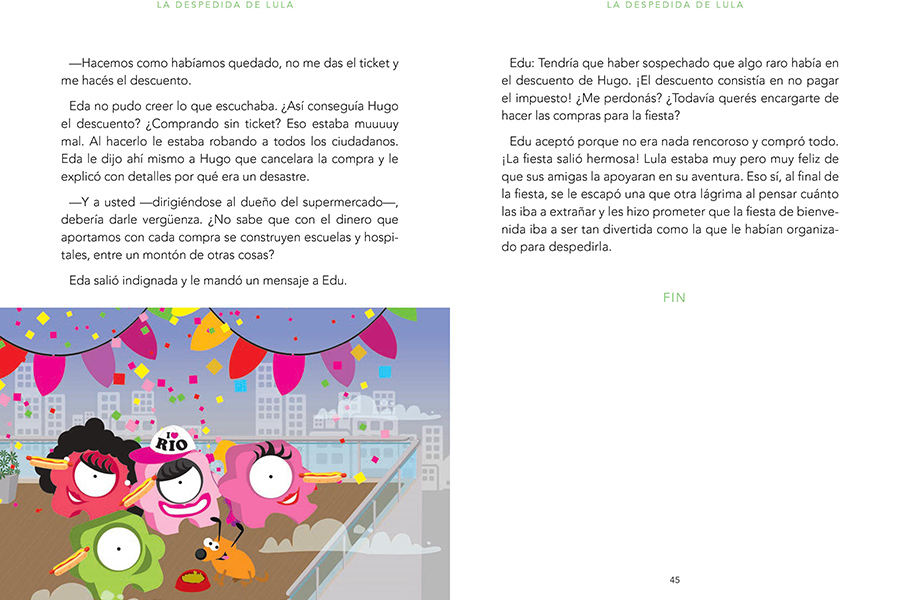 LA DESPEDIDA DE LULA
—Hacemos como habíamos quedado, no me das el ticket y
me hacés el descuento.
Eda no pudo creer lo que escuchaba. ¿Así conseguía Hugo
el descuento? ¿Comprando sin ticket? Eso estaba muuuuy
mal. Al hacerlo le estaba robando a todos los ciudadanos.
Eda le dijo ahí mismo a Hugo que cancelara la compra y le
explicó con detalles por qué era un desastre.
—Y a usted —dirigiéndose al dueño del supermercado—,
debería darle vergüenza. ¿No sabe que con el dinero que
aportamos con cada compra se construyen escuelas y hospi-
tales, entre un montón de otras cosas?
Eda salió indignada y le mandó un mensaje a Edu.
I
RIO
LA DESPEDIDA DE LULA
Edu: Tendría que haber sospechado que algo raro había en
el descuento de Hugo. ¡El descuento consistía en no pagar
el impuesto! ¿Me perdonás? ¿Todavía querés encargarte de
hacer las compras para la fiesta?
Edu aceptó porque no era nada rencoroso y compró todo.
¡La fiesta salió hermosa! Lula estaba muy pero muy feliz de
que sus amigas la apoyaran en su aventura. Eso sí, al final de
la fiesta, se le escapó una que otra lágrima al pensar cuánto
las iba a extrañar y les hizo prometer que la fiesta de bienve-
nida iba a ser tan divertida como la que le habían organiza-
do para despedirla.
FIN
45